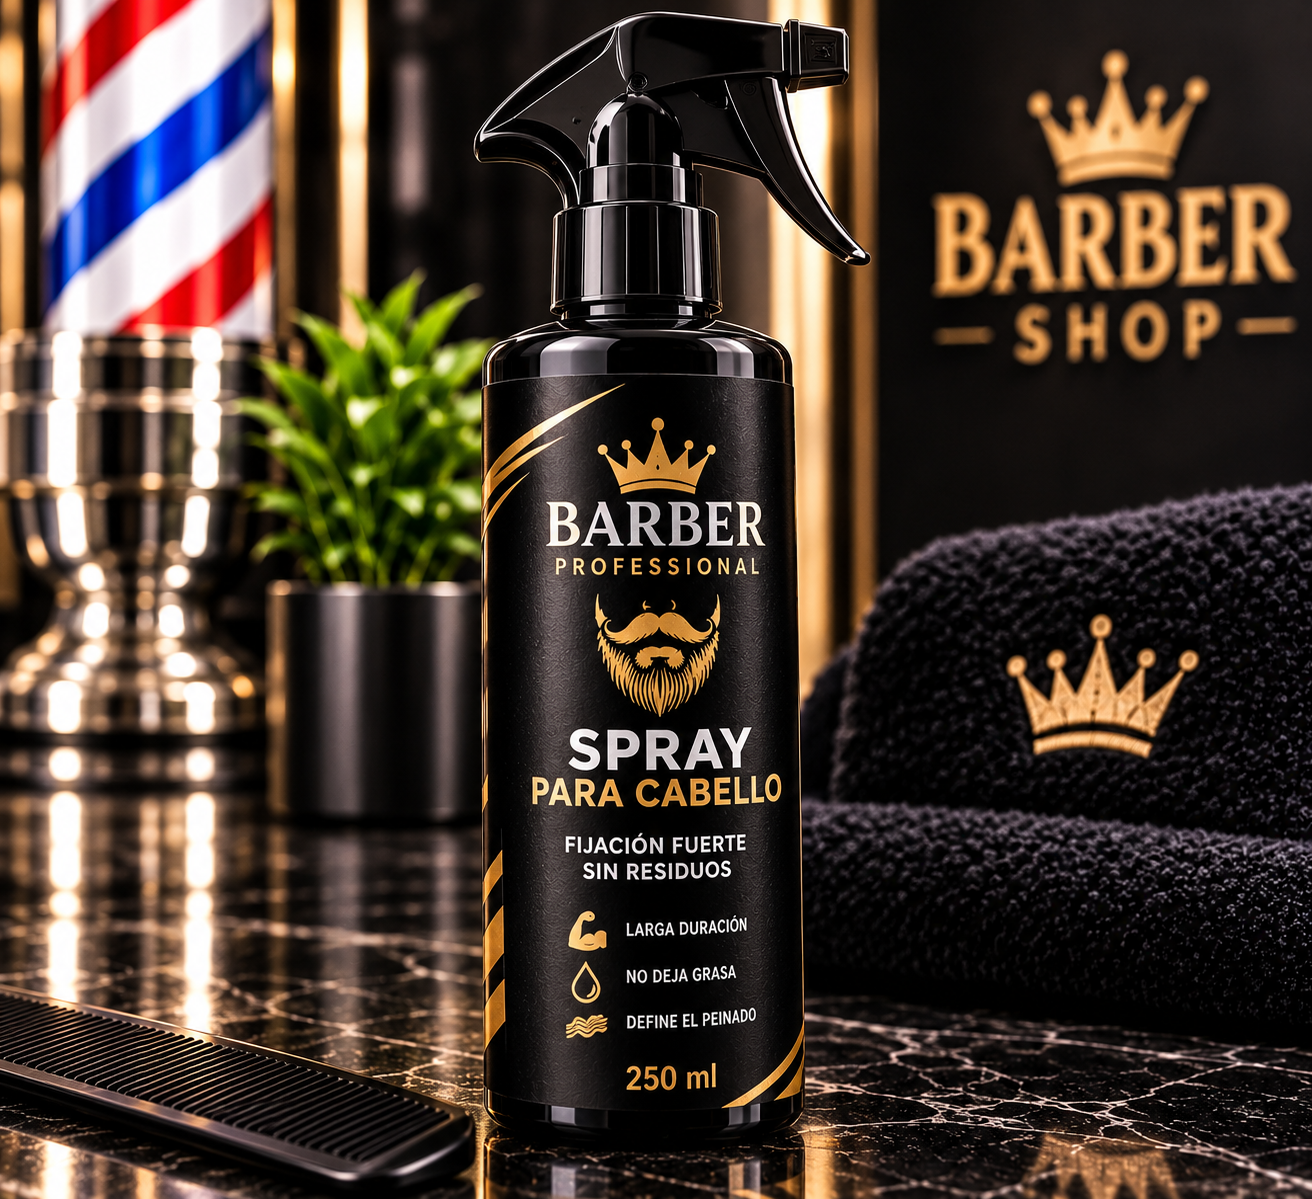 BARBER
SHOP
BARBER
PROFESSIONAL
SPRAY
PARA CABELLO
FIJACIÓN FUERTE
SIN RESIDUOS
LARGA DURACIÓN
NO DEJA GRASA
DEFINE EL PEINADO
250 ml